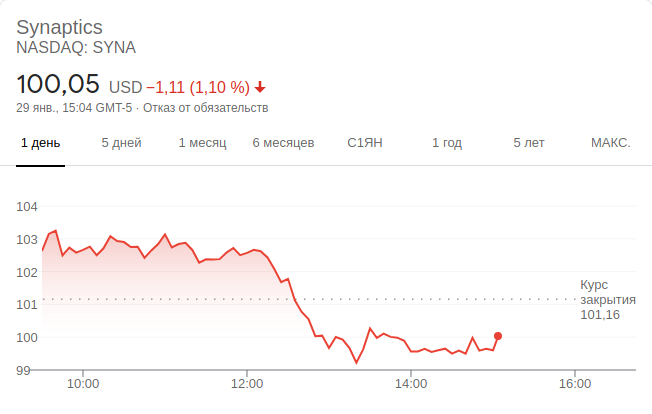 Synaptics
NASDAQ: SYNA
100,05 USD −1,11 (1,10 %)
29 янв., 15:04 GMT-5 · Отказ от обязательств
1 день 5 дней 1 месяц 6 месяцев С1ЯН 1 год 5 лет МАКС.
104
103
102
101
100
99
Курс
закрытия
101,16
10:00 12:00 14:00 16:00